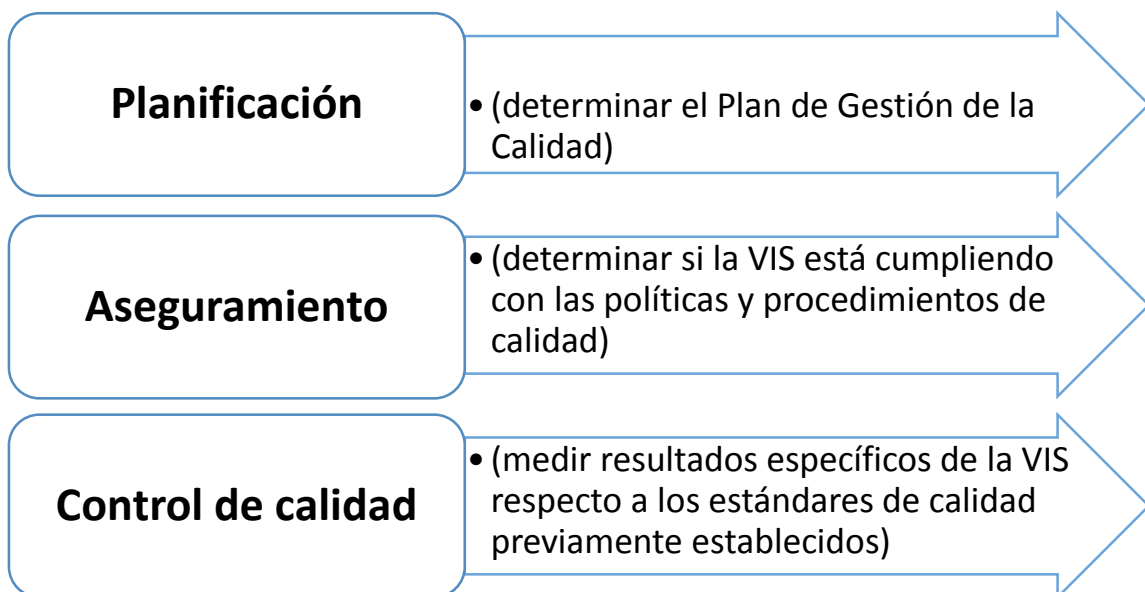 Planificación
• (determinar el Plan de Gestión de la
Calidad)
Aseguramiento
• (determinar si la VIS está cumpliendo
con las políticas y procedimientos de
calidad)
Control de calidad
• (medir resultados específicos de la VIS
respecto a los estándares de calidad
previamente establecidos)